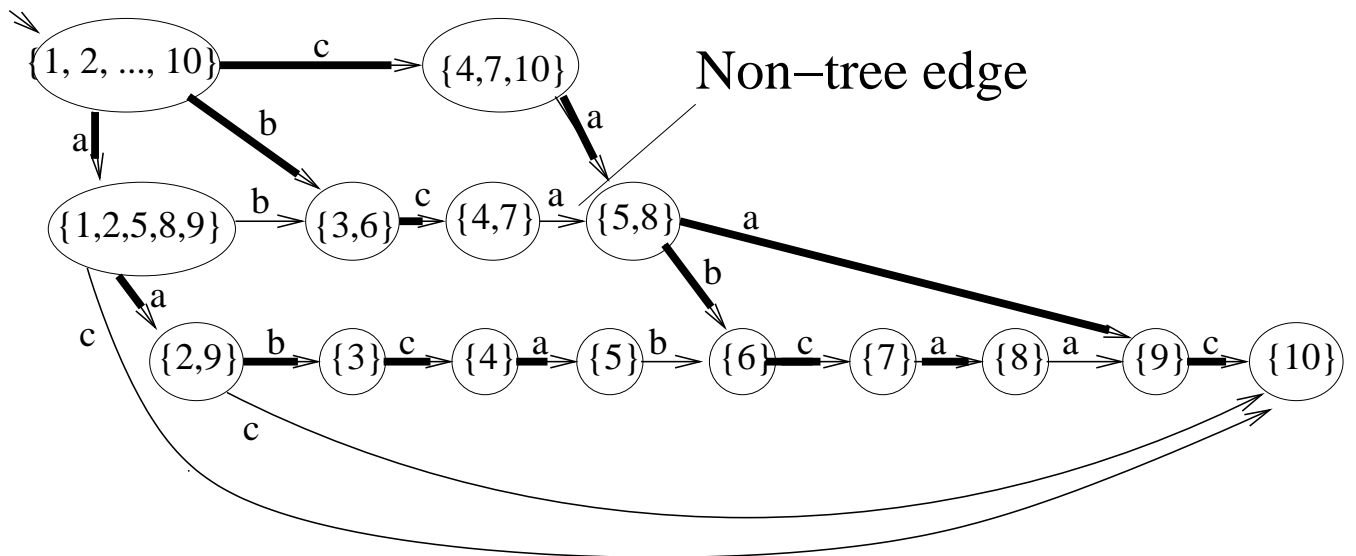 c
{1, 2, ..., 10}
{4,7,10}
Non−tree edge
a
b
a
{1,2,5,8,9}
b
{3,6}
c
{4,7}
a
{5,8}
a
a
b
c
{2,9}
b
{3}
c
{4}
a
{5}
b
{6}
c
{7}
a
{8}
a
{9}
c
{10}
c